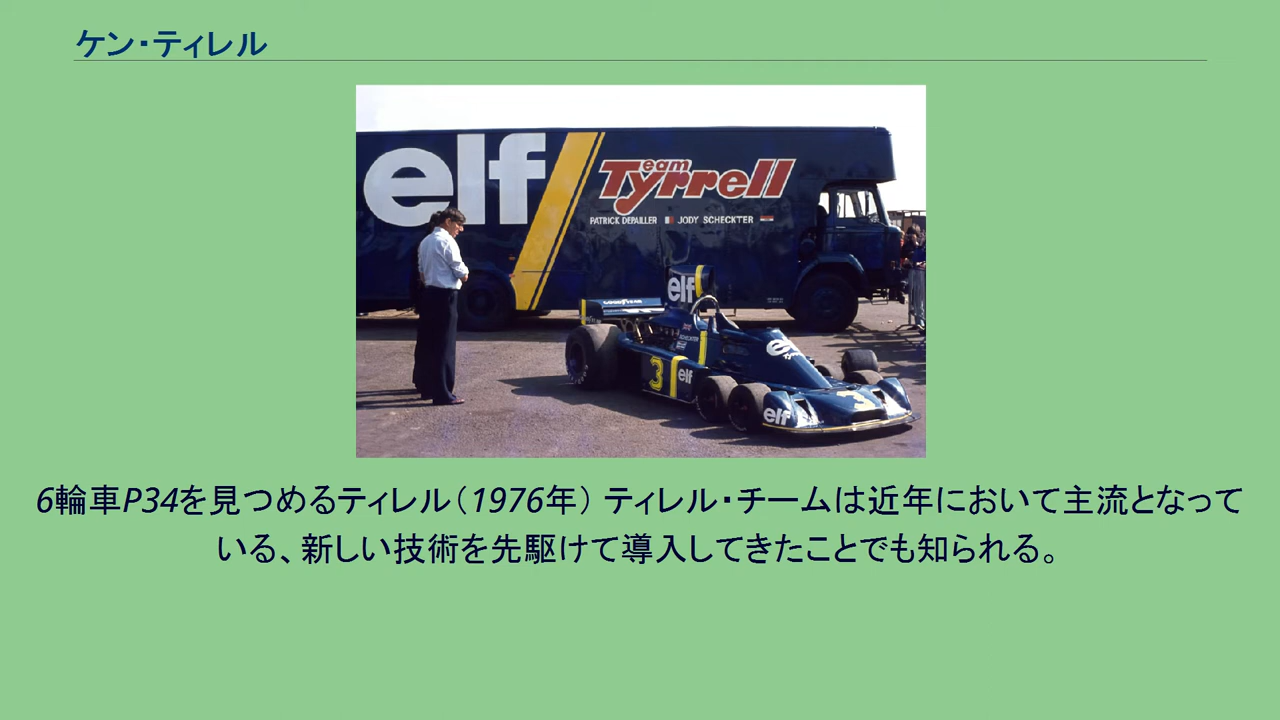 ケン・ティレル
elf
Team
Tyrrell
PATRICK DEPAILLER JODY SCHECKTER
elf
GOODYEAR
SCHECKTER
elf
3
elf
3
elf
6輪車P34を見つめるティレル（1976年） ティレル・チームは近年において主流となって
いる、新しい技術を先駆けて導入してきたことでも知られる。